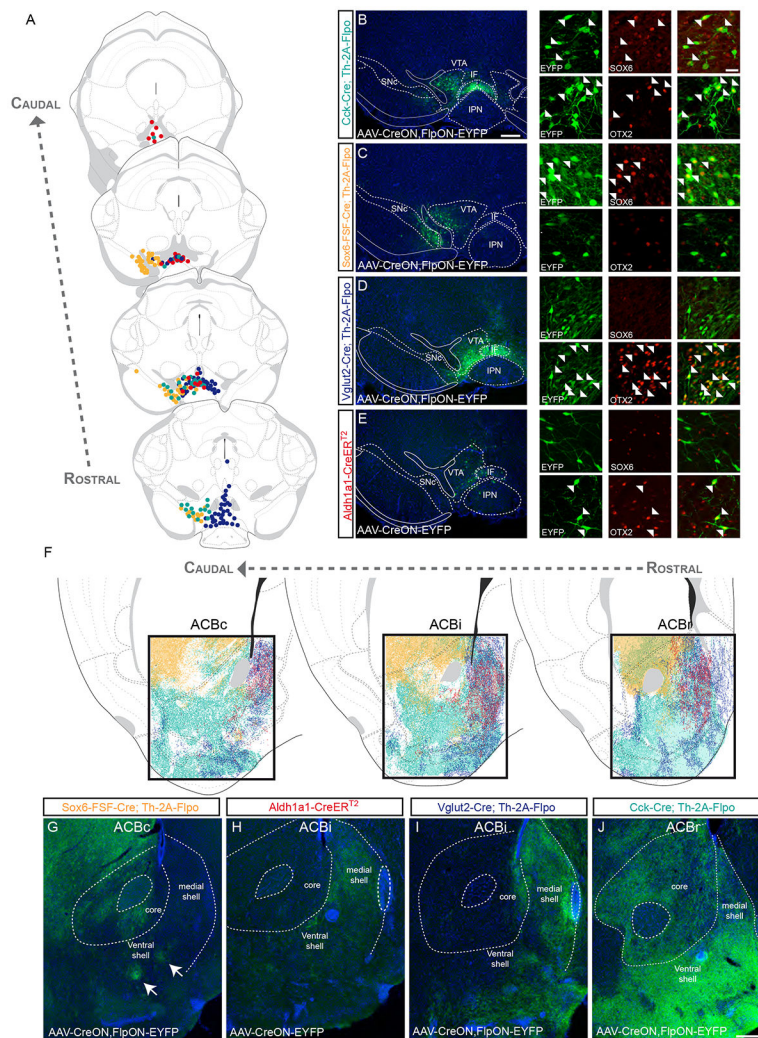 A
CAUDAL
ROSTRAL
B
Cck-Cre; Th-2A-Flpo
SNc
VTA
IF
IPN
AAV-CreON,FlpON-EYFP
EYFP
SOX6
EYFP
OTX2
C
Sox6-FSF-Cre; Th-2A-Flpo
SNc
VTA
IF
IPN
AAV-CreON,FlpON-EYFP
EYFP
SOX6
EYFP
OTX2
D
Vglut2-Cre; Th-2A-Flpo
SNc
VTA
IF
IPN
AAV-CreON,FlpON-EYFP
EYFP
SOX6
EYFP
OTX2
E
Aldh1a1-CreERT2
SNc
VTA
IF
IPN
AAV-CreON-EYFP
EYFP
SOX6
EYFP
OTX2
F
CAUDAL
ROSTRAL
ACBc
ACBi
ACBr
Sox6-FSF-Cre; Th-2A-Flpo
Aldh1a1-CreERT2
Vglut2-Cre; Th-2A-Flpo
Cck-Cre; Th-2A-Flpo
G
ACBc
core
medial
shell
Ventral
shell
AAV-CreON,FlpON-EYFP
H
ACBi
core
medial
shell
Ventral
shell
AAV-CreON-EYFP
I
ACBi
core
medial
shell
Ventral
shell
AAV-CreON,FlpON-EYFP
J
ACBr
core
medial
shell
Ventral
shell
AAV-CreON,FlpON-EYFP